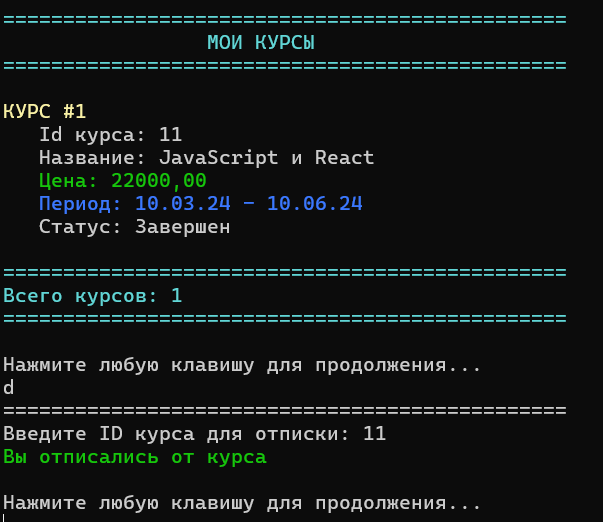 ===============================================
МОИ КУРСЫ
===============================================
КУРС #1
Id курса: 11
Название: JavaScript и React
Цена: 22000,00
Период: 10.03.24 - 10.06.24
Статус: Завершен
===============================================
Всего курсов: 1
===============================================
Нажмите любую клавишу для продолжения...
d
===============================================
Введите ID курса для отписки: 11
Вы отписались от курса
Нажмите любую клавишу для продолжения...